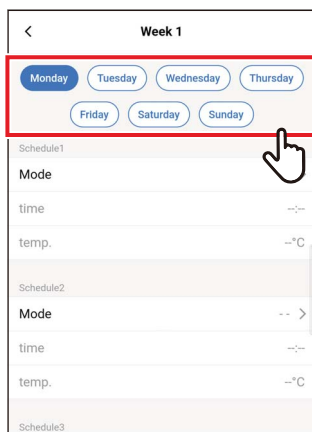 Week 1
Monday Tuesday Wednesday Thursday
Friday Saturday Sunday
Schedule1
Mode
time --:--
temp. --°C
Schedule2
Mode - -
time --:--
temp. --°C
Schedule3